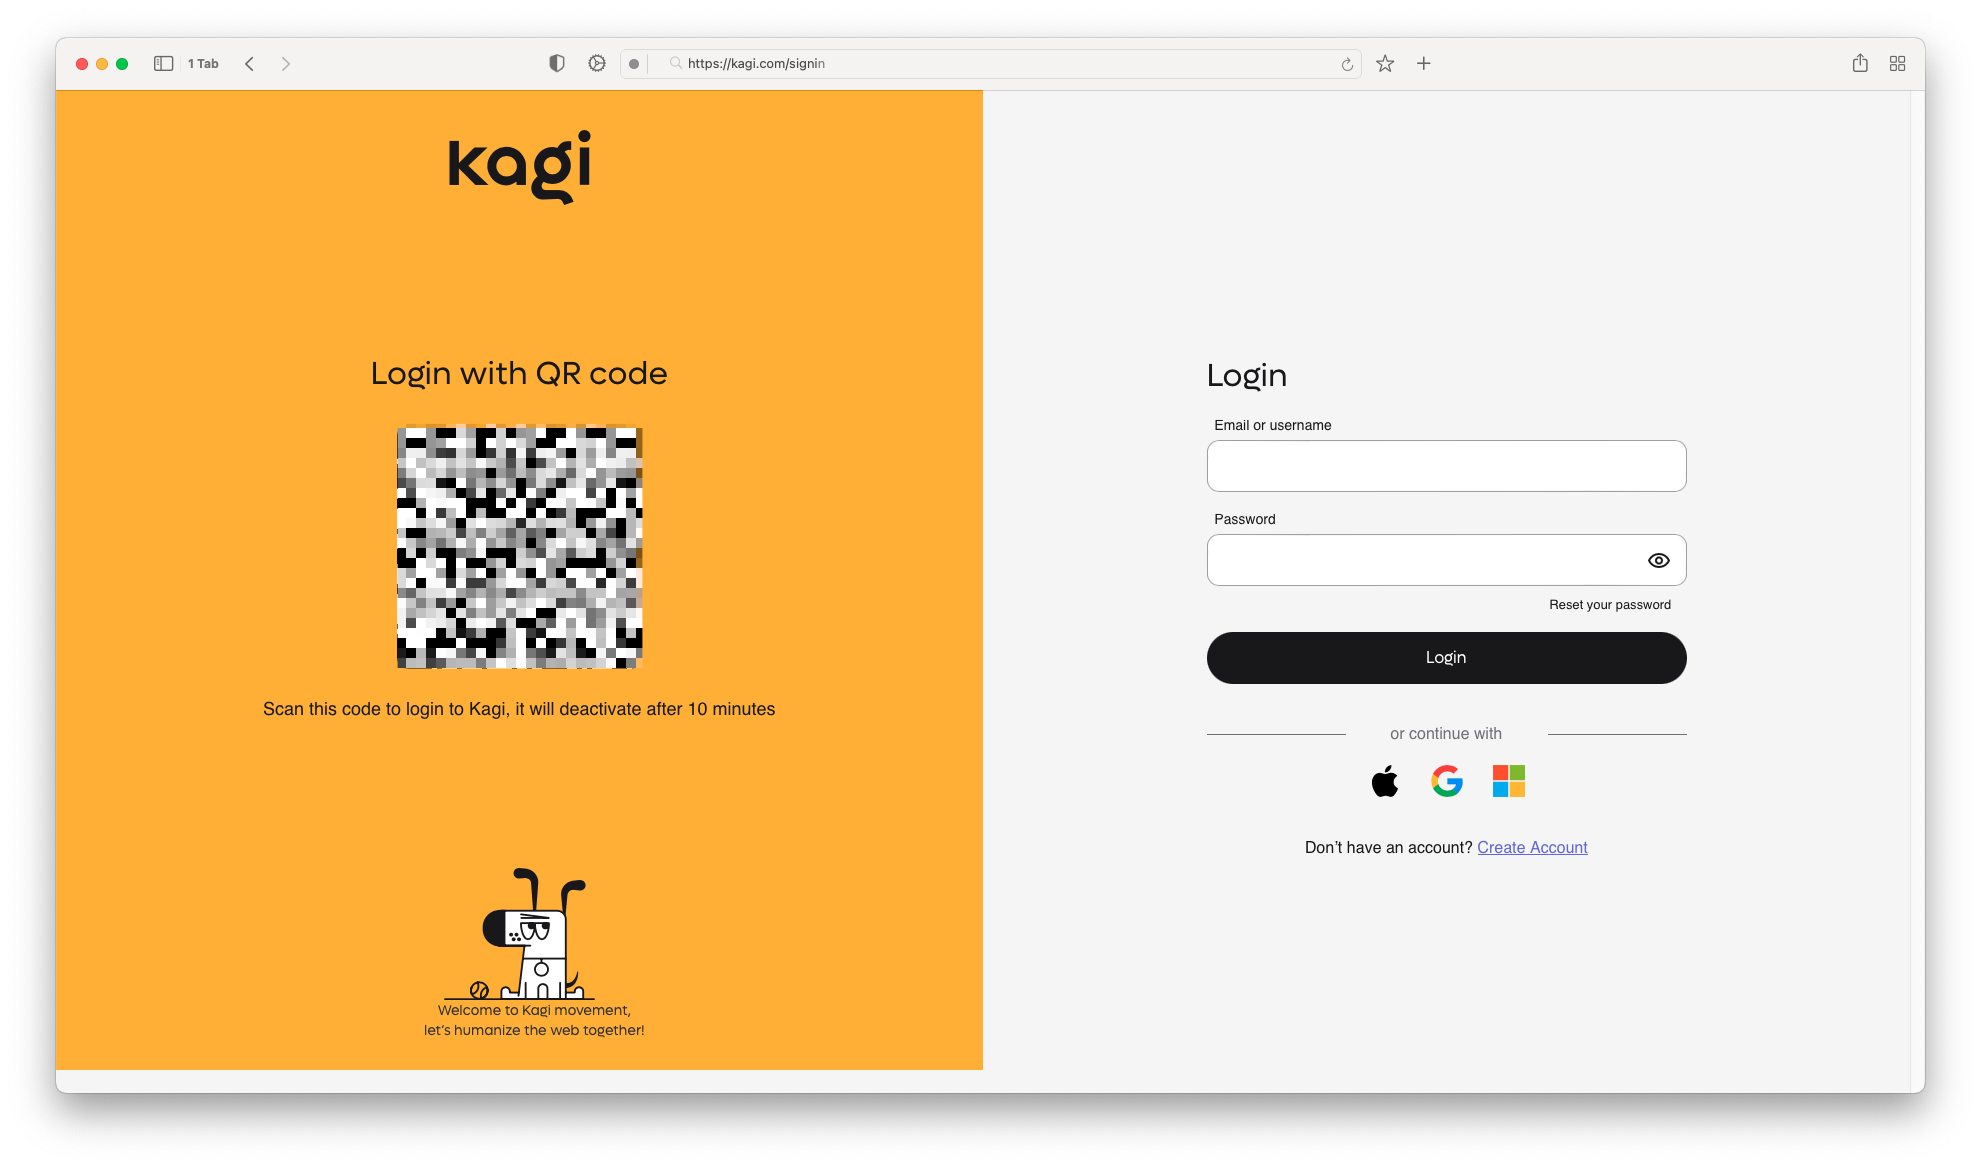 1 Tab
https://kagi.com/signin
kagi
Login with QR code
Scan this code to login to Kagi, it will deactivate after 10 minutes
Welcome to Kagi movement,
let's humanize the web together!
Login
Email or username
Password
Reset your password
Login
or continue with
Don’t have an account? Create Account